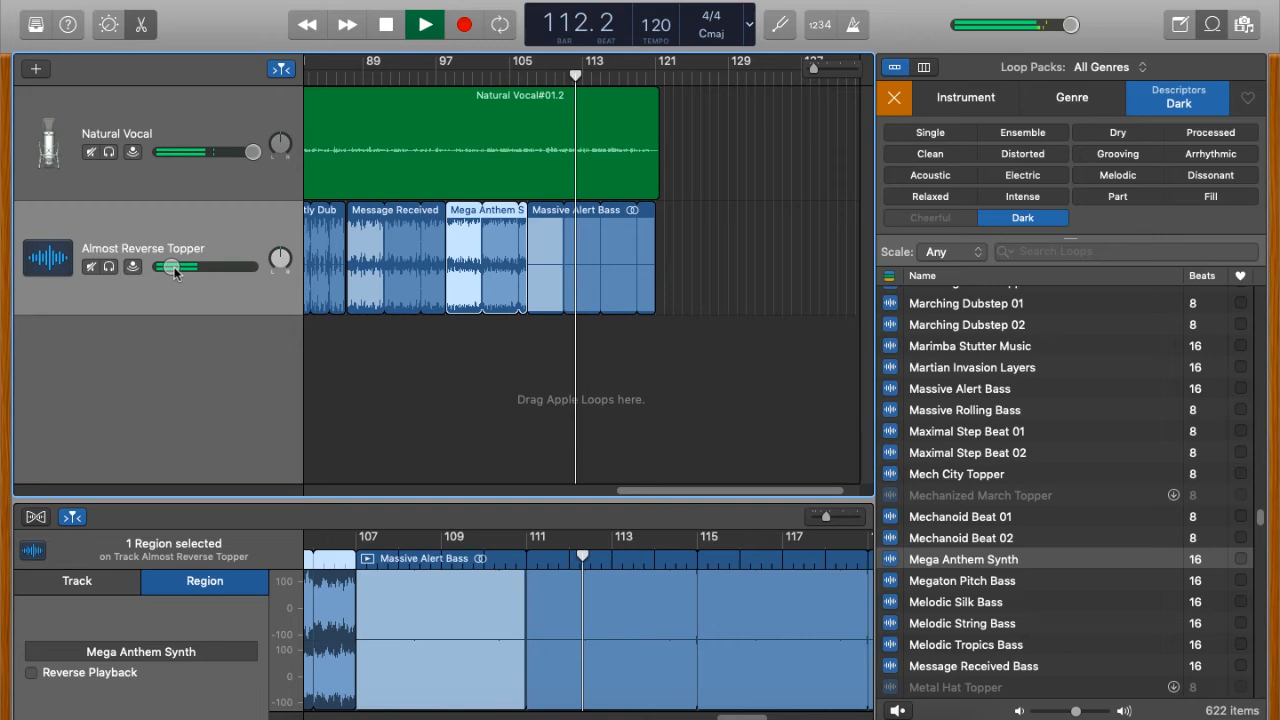 1234
112.2
BAR BEAT
120
TEMPO
4/4
Cmaj
89 97 105 113 121 129
Natural Vocal#01.2
Natural Vocal
L R
tly Dub
Message Received
Mega Anthem S
Massive Alert Bass
Almost Reverse Topper
L R
Drag Apple Loops here.
107 109 111 113 115 117
1 Region selected
on Track Almost Reverse Topper
Massive Alert Bass
Track
Region
100
0
-100
100
0
-100
Mega Anthem Synth
Reverse Playback
Loop Packs: All Genres
Instrument
Genre
Descriptors
Dark
Single Ensemble Dry Processed
Clean Distorted Grooving Arrhythmic
Acoustic Electric Melodic Dissonant
Relaxed Intense Part Fill
Cheerful Dark
Scale: Any
Search Loops
Name Beats
Marching Dubstep 01 8
Marching Dubstep 02 8
Marimba Stutter Music 16
Martian Invasion Layers 16
Massive Alert Bass 16
Massive Rolling Bass 8
Maximal Step Beat 01 16
Maximal Step Beat 02 16
Mech City Topper 8
Mechanized March Topper 8
Mechanoid Beat 01 8
Mechanoid Beat 02 8
Mega Anthem Synth 16
Megaton Pitch Bass 16
Melodic Silk Bass 16
Melodic String Bass 16
Melodic Tropics Bass 16
Message Received Bass 16
Metal Hat Topper 8
622 items